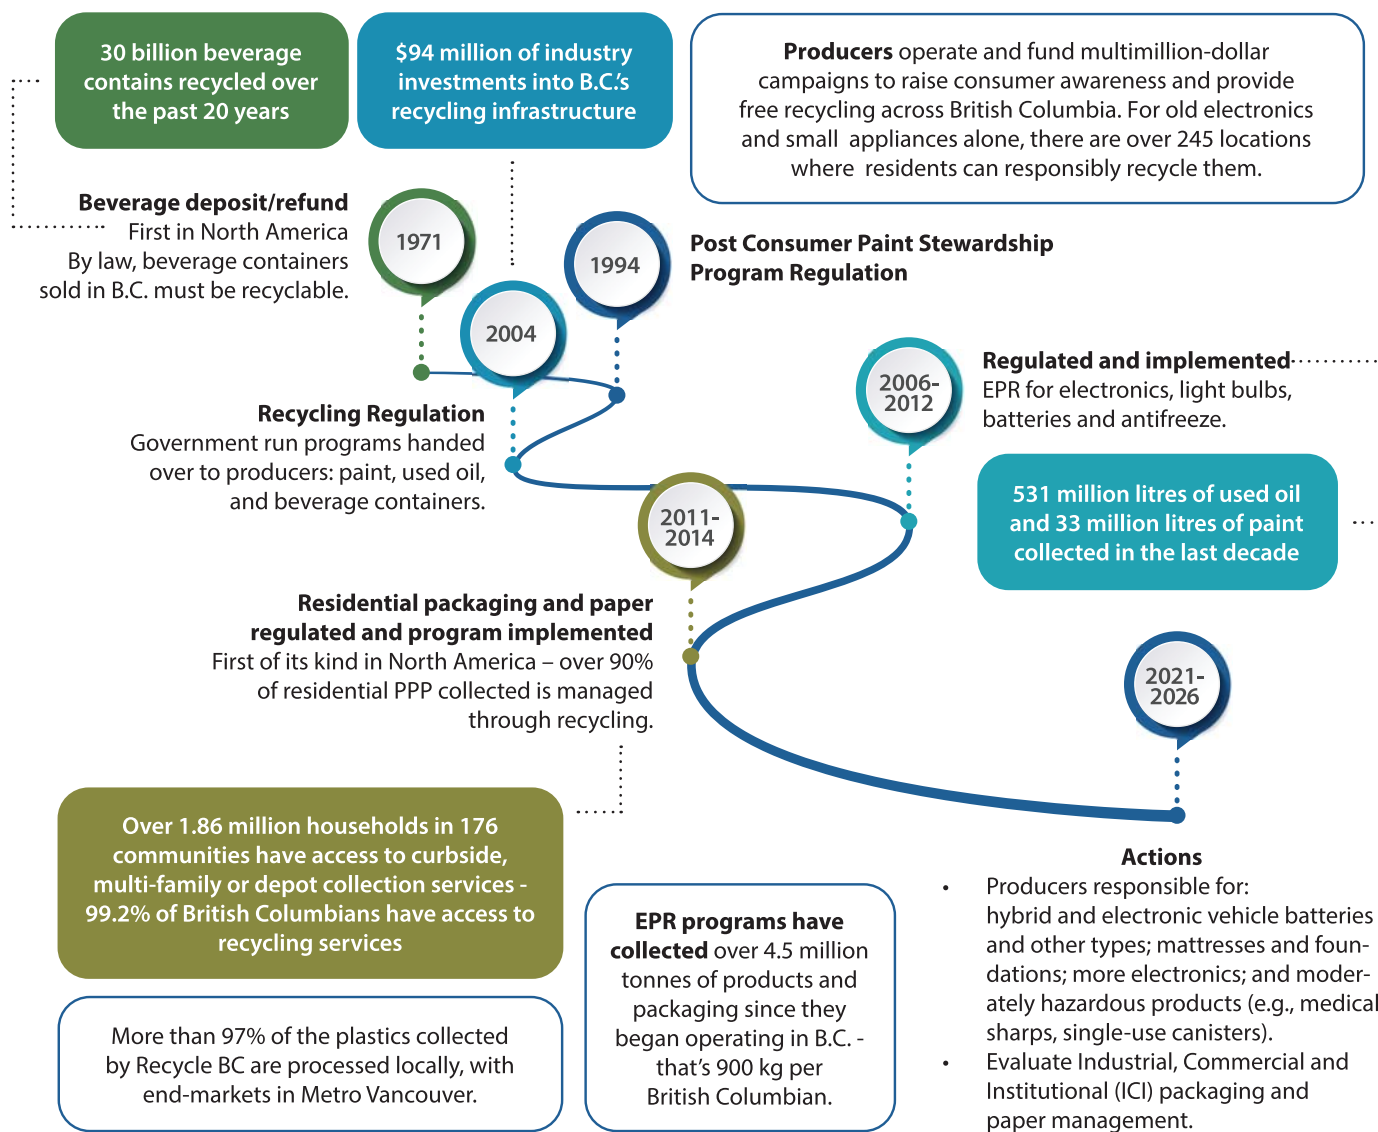 30 billion beverage
contains recycled over
the past 20 years
$94 million of industry
investments into B.C.'s
recycling infrastructure
Producers operate and fund multimillion-dollar
campaigns to raise consumer awareness and provide
free recycling across British Columbia. For old electronics
and small appliances alone, there are over 245 locations
where residents can responsibly recycle them.
Beverage deposit/refund
First in North America
By law, beverage containers
sold in B.C. must be recyclable.
1971
1994
Post Consumer Paint Stewardship
Program Regulation
2004
Recycling Regulation
Government run programs handed
over to producers: paint, used oil,
and beverage containers.
2006-
2012
Regulated and implemented
EPR for electronics, light bulbs,
batteries and antifreeze.
531 million litres of used oil
and 33 million litres of paint
collected in the last decade
2011-
2014
Residential packaging and paper
regulated and program implemented
First of its kind in North America – over 90%
of residential PPP collected is managed
through recycling.
Over 1.86 million households in 176
communities have access to curbside,
multi-family or depot collection services -
99.2% of British Columbians have access to
recycling services
More than 97% of the plastics collected
by Recycle BC are processed locally, with
end-markets in Metro Vancouver.
EPR programs have
collected over 4.5 million
tonnes of products and
packaging since they
began operating in B.C. -
that's 900 kg per
British Columbian.
2021-
2026
Actions
• Producers responsible for:
hybrid and electronic vehicle batteries
and other types; mattresses and foun-
dations; more electronics; and moder-
ately hazardous products (e.g., medical
sharps, single-use canisters).
• Evaluate Industrial, Commercial and
Institutional (ICI) packaging and
paper management.